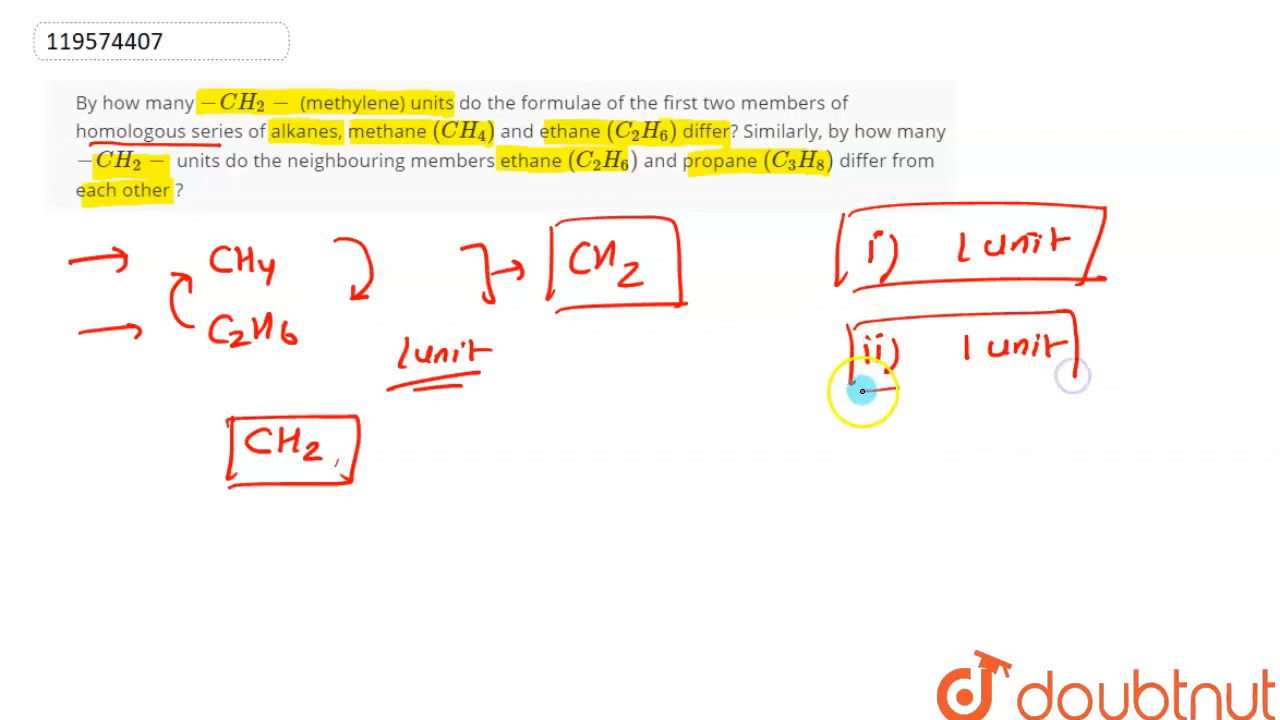 119574407
By how many −CH₂− (methylene) units do the formulae of the first two members of
homologous series of alkanes, methane (CH₄) and ethane (C₂H₆) differ? Similarly, by how many
−CH₂− units do the neighbouring members ethane (C₂H₆) and propane (C₃H₈) differ from
each other ?
CH₄
CH₂
i) 1 unit
C₂H₆
1 unit
ii) 1 unit
CH₂
doubtnut